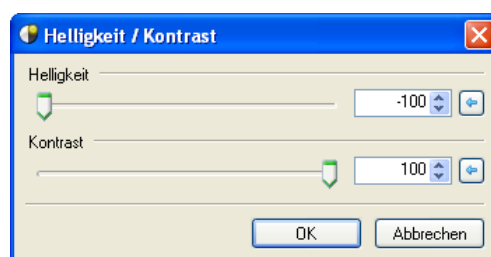 Helligkeit / Kontrast
Helligkeit
-100
Kontrast
100
OK Abbrechen